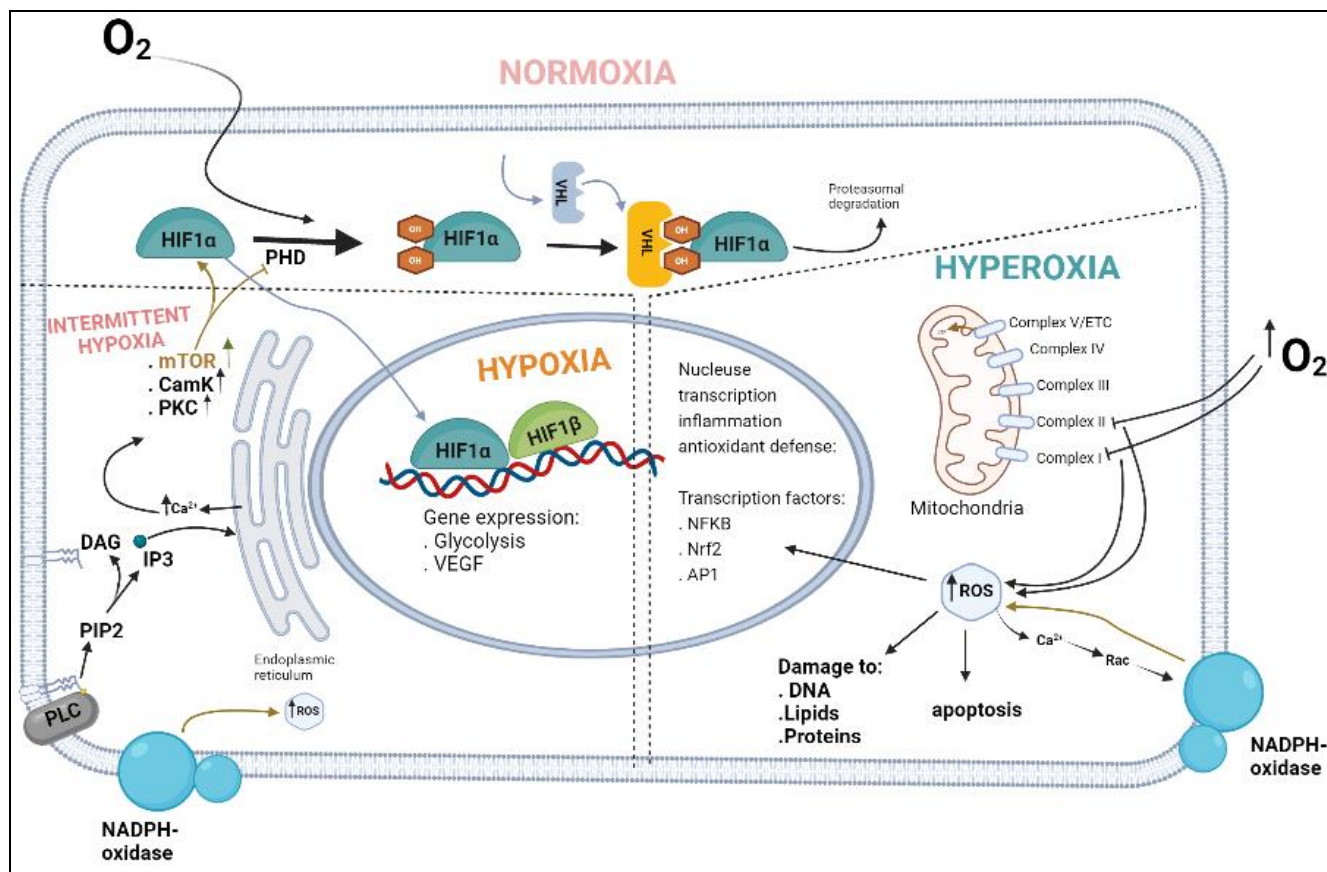 O2
NORMOXIA
HIF1α
PHD
OH
OH
HIF1α
VHL
VHL
OH
OH
HIF1α
Proteasomal
degradation
INTERMITTENT
HYPOXIA
. mTOR
. CamK
. PKC
Ca2+
DAG
IP3
PIP2
PLC
Endoplasmic
reticulum
ROS
NADPH-
oxidase
HYPOXIA
HIF1α
HIF1β
Gene expression:
. Glycolysis
. VEGF
Nucleuse
transcription
inflammation
antioxidant defense:
Transcription factors:
. NFKB
. Nrf2
. AP1
HYPEROXIA
Complex V/ETC
Complex IV
Complex III
Complex II
Complex I
Mitochondria
O2
ROS
Ca2+
Rac
Damage to:
. DNA
.Lipids
.Proteins
apoptosis
NADPH-
oxidase